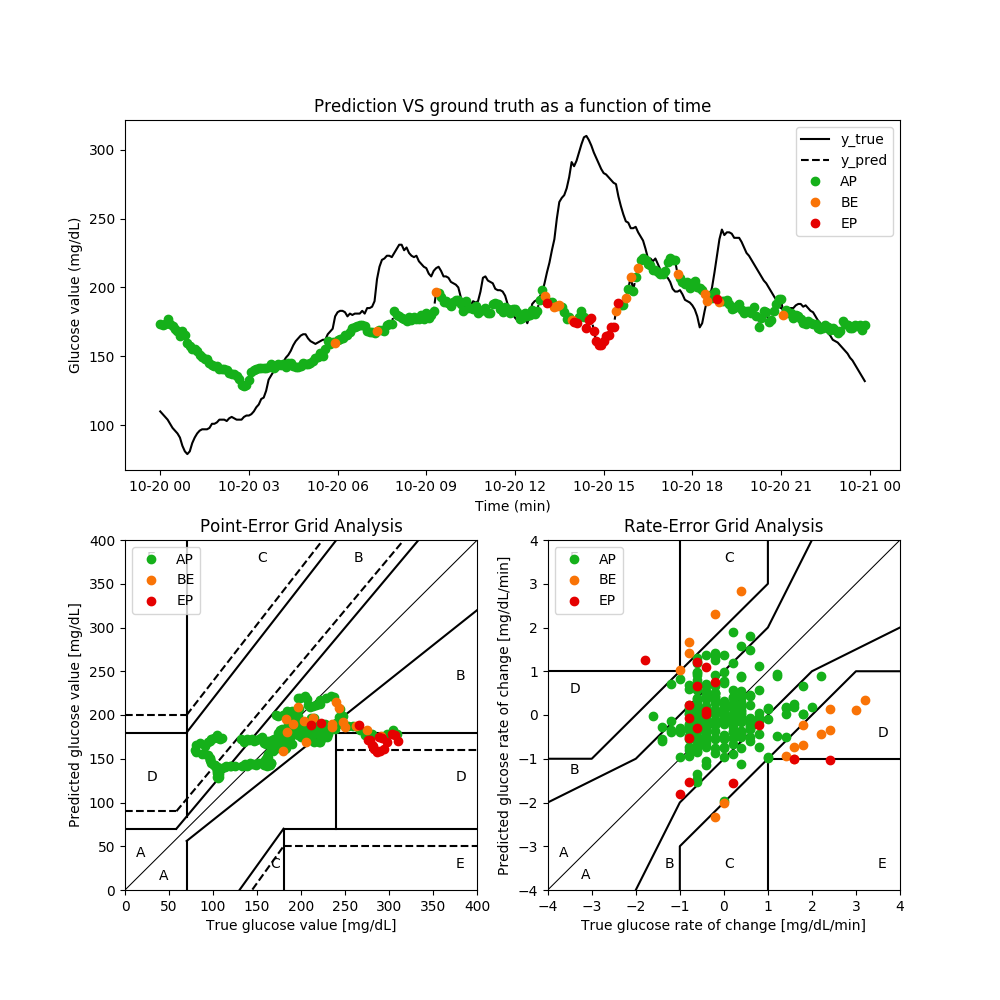 Prediction VS ground truth as a function of time
Glucose value (mg/dL)
300
250
200
150
100
y_true
y_pred
AP
BE
EP
10-20 00 10-20 03 10-20 06 10-20 09 10-20 12 10-20 15 10-20 18 10-20 21 10-21 00
Time (min)
Point-Error Grid Analysis
Predicted glucose value [mg/dL]
400
350
300
250
200
150
100
50
0
AP
BE
EP
C
B
B
D
D
A
A
C
E
0 50 100 150 200 250 300 350 400
True glucose value [mg/dL]
Rate-Error Grid Analysis
Predicted glucose rate of change [mg/dL/min]
4
3
2
1
0
−1
−2
−3
−4
AP
BE
EP
C
D
D
B
A
A
B
C
E
−4 −3 −2 −1 0 1 2 3 4
True glucose rate of change [mg/dL/min]